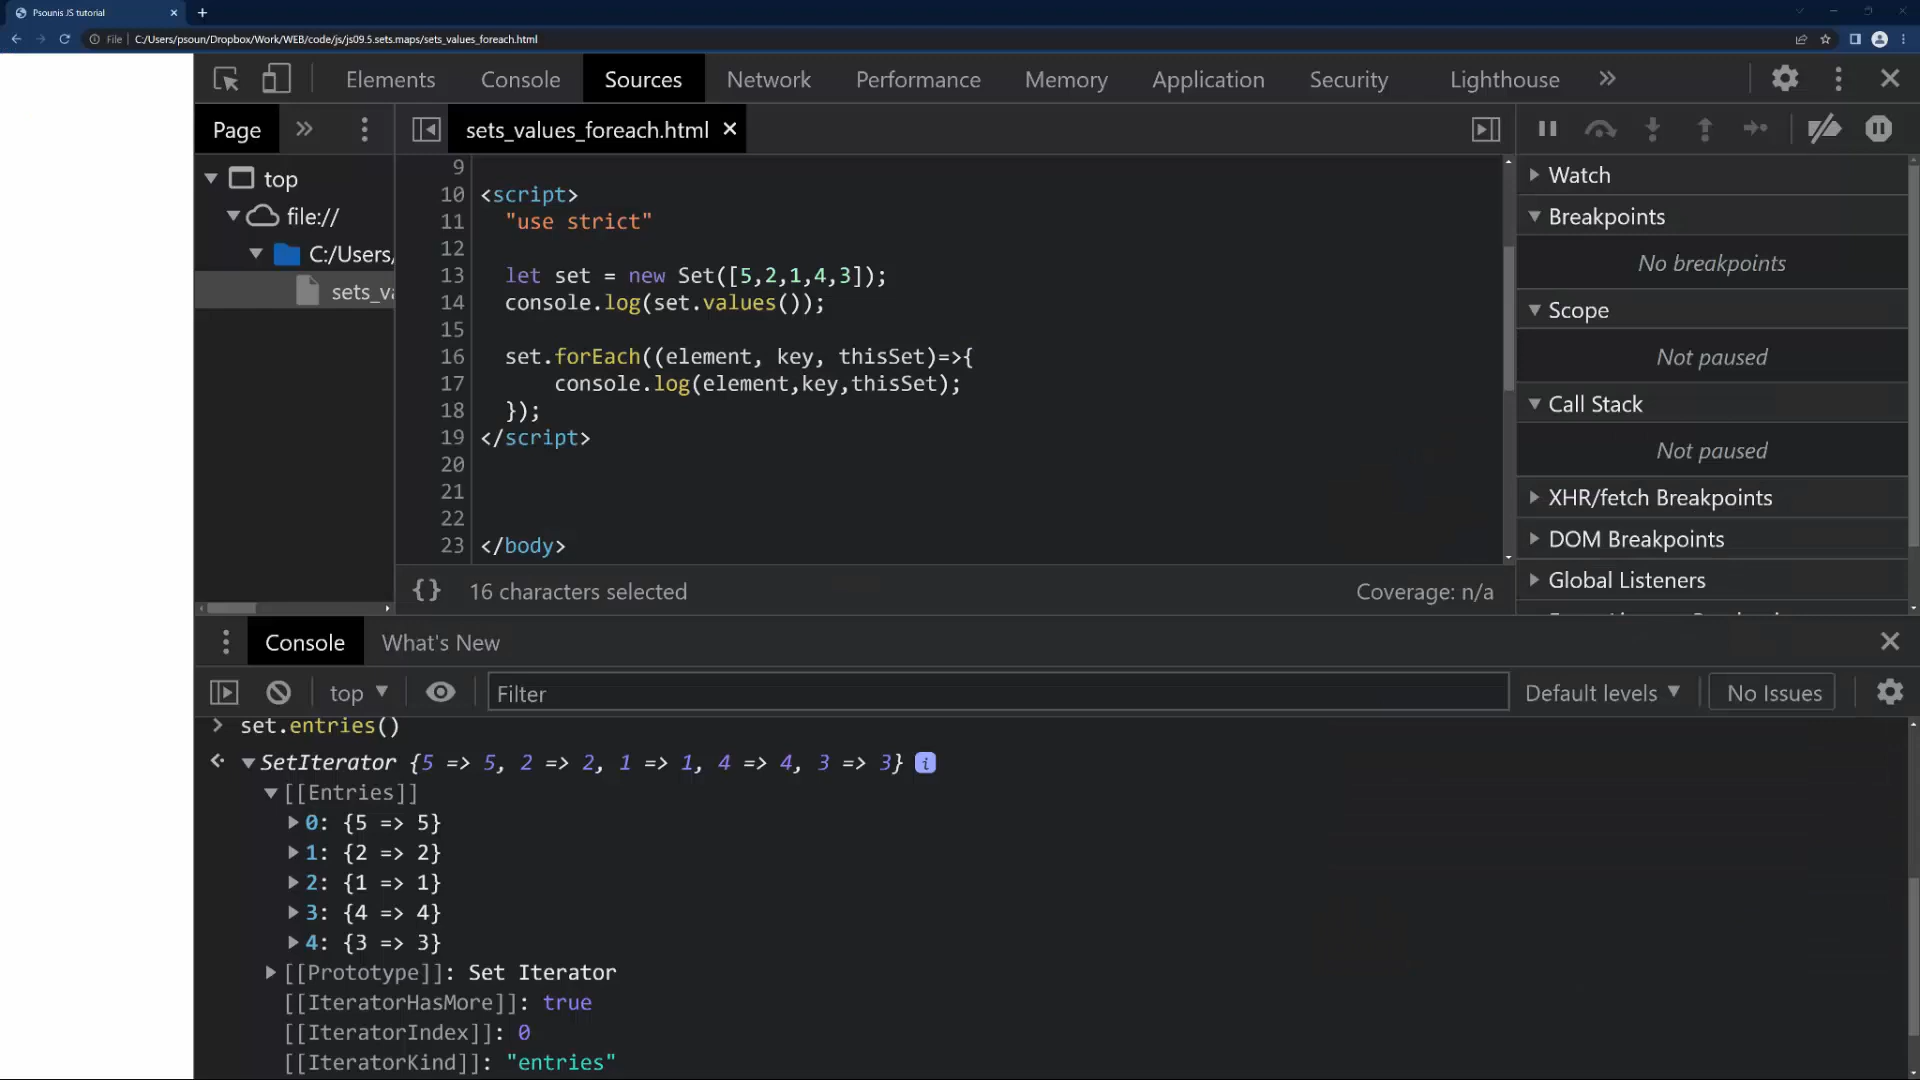 Psounis JS tutorial
File
C:/Users/psoun/Dropbox/Work/WEB/code/js/js09.5.sets.maps/sets_values_foreach.html
Elements
Console
Sources
Network
Performance
Memory
Application
Security
Lighthouse
Page
sets_values_foreach.html
top
file://
C:/Users/
sets_va
9
10 <script>
11 "use strict"
12
13 let set = new Set([5,2,1,4,3]);
14 console.log(set.values());
15
16 set.forEach((element, key, thisSet)=>{
17 console.log(element,key,thisSet);
18 });
19 </script>
20
21
22
23 </body>
{} 16 characters selected
Coverage: n/a
Watch
Breakpoints
No breakpoints
Scope
Not paused
Call Stack
Not paused
XHR/fetch Breakpoints
DOM Breakpoints
Global Listeners
Console
What's New
top
Filter
Default levels
No Issues
set.entries()
SetIterator {5 => 5, 2 => 2, 1 => 1, 4 => 4, 3 => 3}
[[Entries]]
0: {5 => 5}
1: {2 => 2}
2: {1 => 1}
3: {4 => 4}
4: {3 => 3}
[[Prototype]]: Set Iterator
[[IteratorHasMore]]: true
[[IteratorIndex]]: 0
[[IteratorKind]]: "entries"